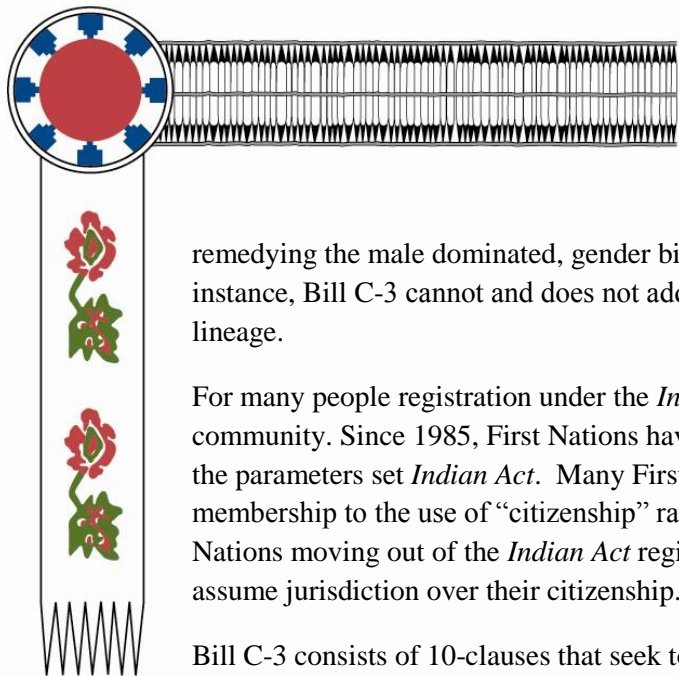 remedying the male dominated, gender bi
instance, Bill C-3 cannot and does not add
lineage.
For many people registration under the In
community. Since 1985, First Nations hav
the parameters set Indian Act. Many First
membership to the use of “citizenship” ra
Nations moving out of the Indian Act regi
assume jurisdiction over their citizenship.
Bill C-3 consists of 10-clauses that seek to